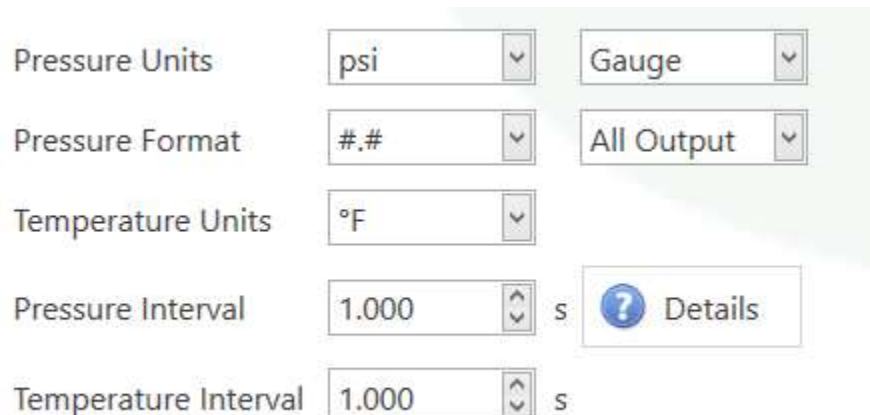 Pressure Units psi Gauge
Pressure Format #.# All Output
Temperature Units °F
Pressure Interval 1.000 s ? Details
Temperature Interval 1.000 s